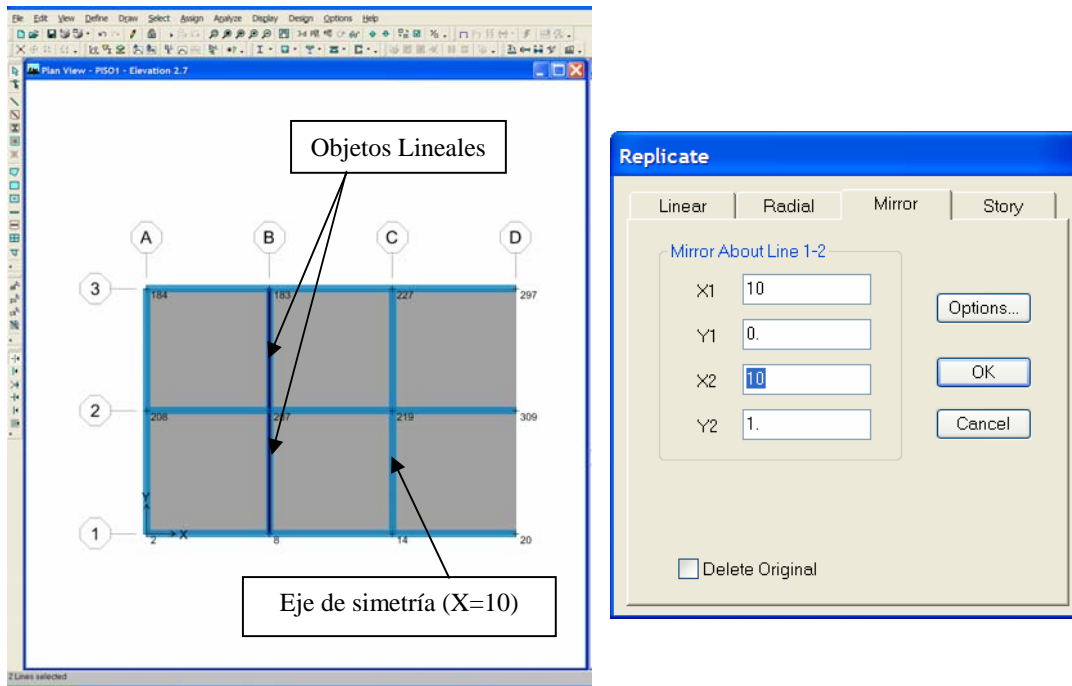 File Edit View Define Draw Select Assign Analyze Display Design Options Help
Plan View - PISO1 - Elevation 2.7
Objetos Lineales
A B C D
3
184 183 227 297
2
208 219 309
Y
1
2 X 8 14 20
Eje de simetría (X=10)
2 Lines selected
Replicate
Linear Radial Mirror Story
Mirror About Line 1-2
X1 10
Y1 0.
X2 10
Y2 1.
Options...
OK
Cancel
Delete Original